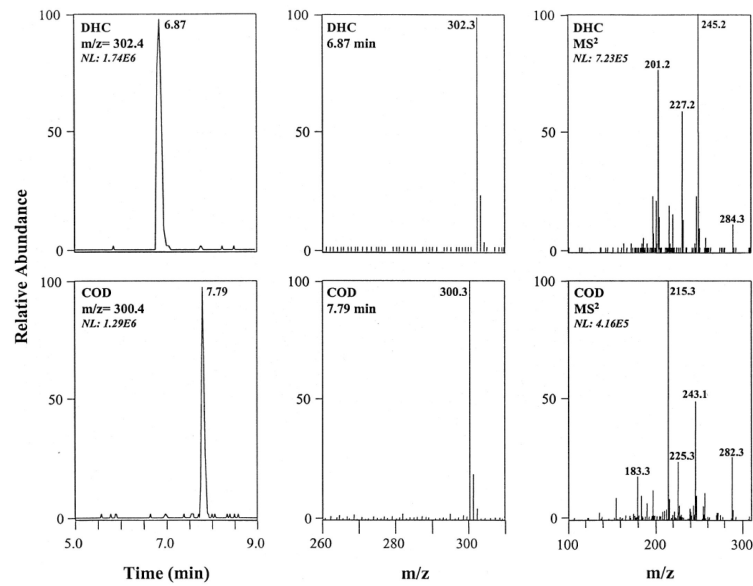 100
50
0
DHC
m/z= 302.4
NL: 1.74E6
6.87
DHC
6.87 min
302.3
100
50
0
DHC
MS²
NL: 7.23E5
245.2
201.2
227.2
284.3
100
50
0
Relative Abundance
100
50
0
COD
m/z= 300.4
NL: 1.29E6
7.79
5.0
7.0
9.0
Time (min)
COD
7.79 min
300.3
100
50
0
260
300
m/z
COD
MS²
NL: 4.16E5
215.3
243.1
225.3
183.3
282.3
100
50
0
100
200
300
m/z